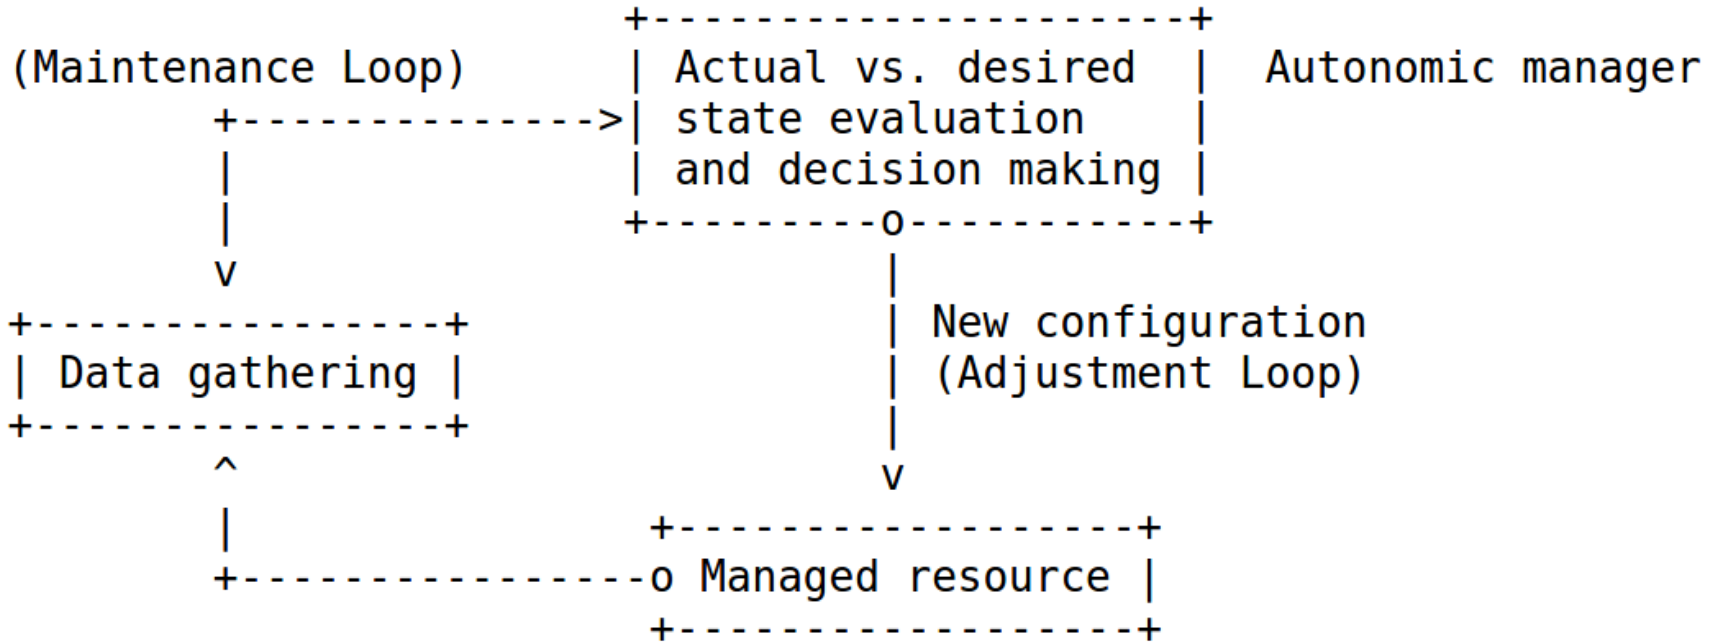 +---------------------+
(Maintenance Loop)      | Actual vs. desired  |  Autonomic manager
        +-------------->| state evaluation    |
        |               | and decision making |
        |               +---------o-----------+
        v                         |
+----------------+                | New configuration
| Data gathering |                | (Adjustment Loop)
+----------------+                |
        ^                         v
        |                +------------------+
        +----------------o Managed resource |
                         +------------------+